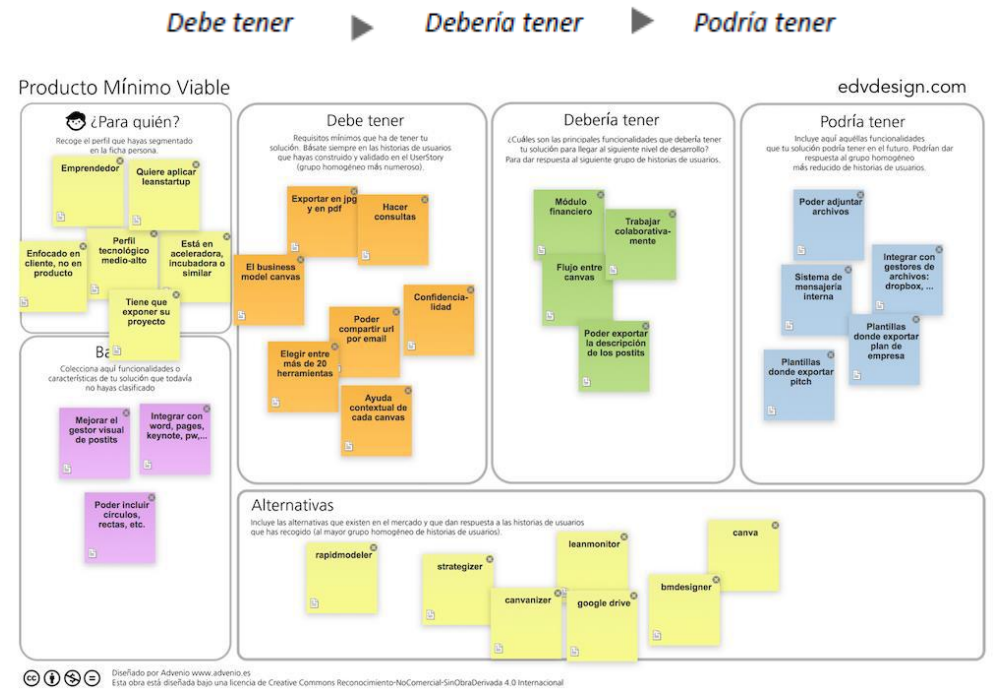 Debe tener
Debería tener
Podría tener
Producto Mínimo Viable
edvdesign.com
¿Para quién?
Recoge el perfil que hayas segmentado
en la ficha persona.
Emprendedor
Quiere aplicar
leanstartup
Enfocado en
cliente, no en
producto
Perfil
tecnológico
medio-alto
Está en
aceleradora,
incubadora o
similar
Tiene que
exponer su
proyecto
Ba
Colecciona aquí funcionalidades o
características de tu solución que todavía
no hayas clasificado
Mejorar el
gestor visual
de postits
Integrar con
word, pages,
keynote, pw,...
Poder incluir
círculos,
rectas, etc.
Debe tener
Requisitos mínimos que ha de tener tu
solución. Básate siempre en las historias de usuarios
que hayas construido y validado en el UserStory
(grupo homogéneo más numeroso).
Exportar en jpg
y en pdf
Hacer
consultas
El business
model canvas
Confidencia-
lidad
Poder
compartir url
por email
Elegir entre
más de 20
herramientas
Ayuda
contextual de
cada canvas
Debería tener
¿Cuáles son las principales funcionalidades que debería tener
tu solución para llegar al siguiente nivel de desarrollo?
Para dar respuesta al siguiente grupo de historias de usuarios.
Módulo
financiero
Trabajar
colaborativa-
mente
Flujo entre
canvas
Poder exportar
la descripción
de los postits
Podría tener
Incluye aquí aquéllas funcionalidades
que tu solución podría tener en el futuro. Podrían dar
respuesta al grupo homogéneo
más reducido de historias de usuarios.
Poder adjuntar
archivos
Integrar con
gestores de
archivos:
dropbox, ...
Sistema de
mensajería
interna
Plantillas
donde exportar
plan de
empresa
Plantillas
donde exportar
pitch
Alternativas
Incluye las alternativas que existen en el mercado y que dan respuesta a las historias de usuarios
que has recogido (al mayor grupo homogéneo de historias de usuarios).
rapidmodeler
strategizer
leanmonitor
canvanizer
google drive
bmdesigner
canva
cc
Diseñado por Advenio www.advenio.es
Esta obra está diseñada bajo una licencia de Creative Commons Reconocimiento-NoComercial-SinObraDerivada 4.0 Internacional